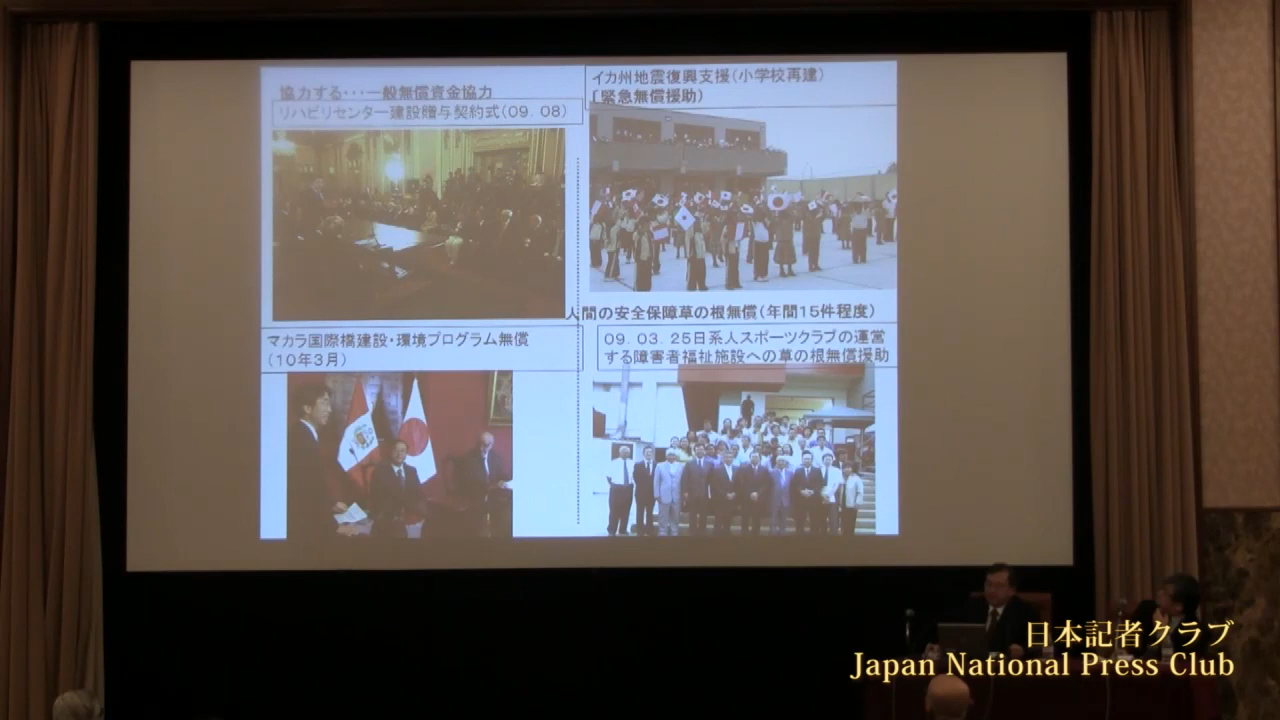 協力する・・・一般無償資金協力
リハビリセンター建設贈与契約式（09．08）
イカ州地震復興支援（小学校再建）
「緊急無償援助）
マカラ国際橋建設・環境プログラム無償
（10年3月）
人間の安全保障草の根無償（年間15件程度）
09．03．25日系人スポーツクラブの運営
する障害者福祉施設への草の根無償援助
日本記者クラブ
Japan National Press Club